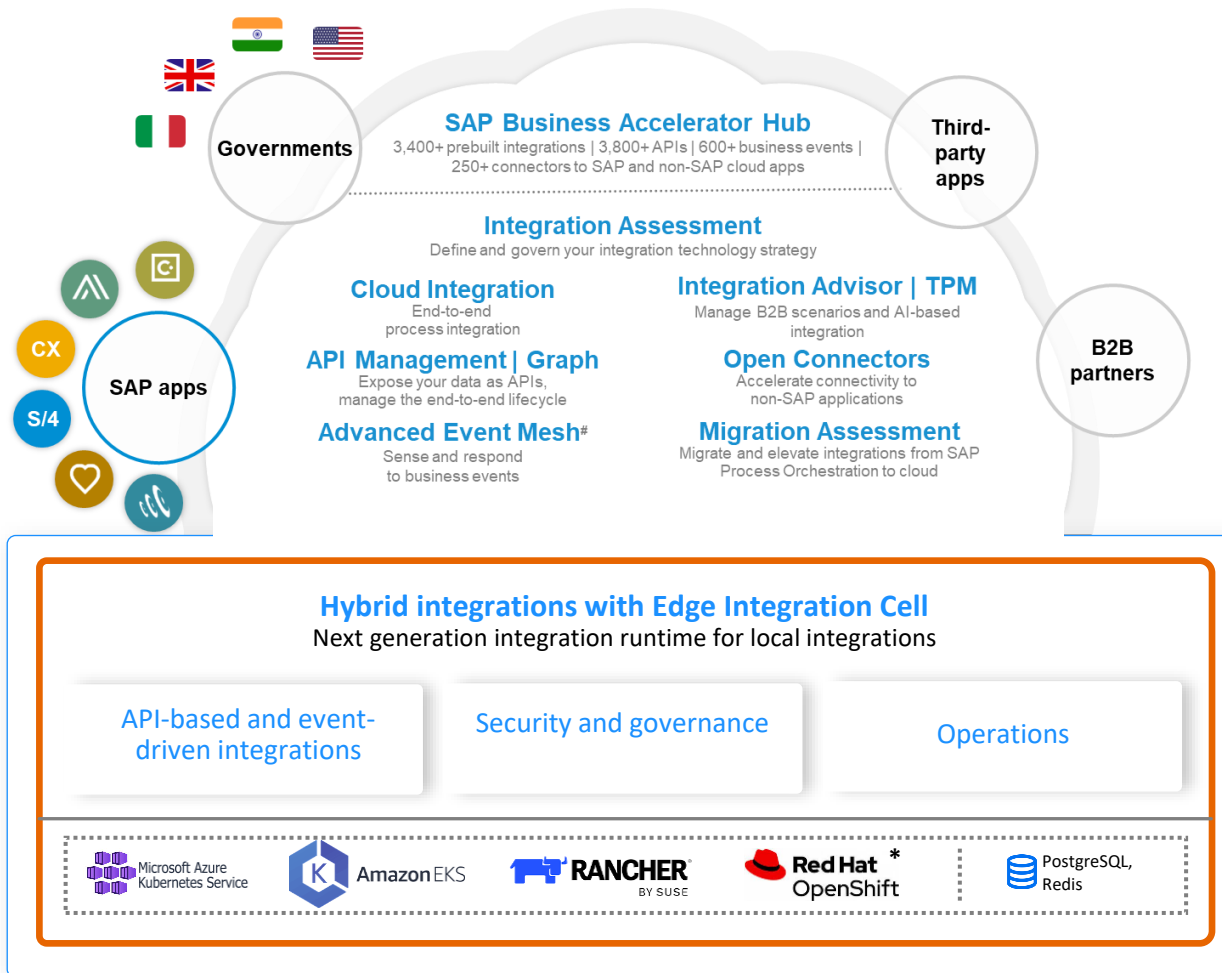 Governments
SAP Business Accelerator Hub
3,400+ prebuilt integrations | 3,800+ APIs | 600+ business events |
250+ connectors to SAP and non-SAP cloud apps
Third-
party
apps
Integration Assessment
Define and govern your integration technology strategy
Cloud Integration
End-to-end
process integration
Integration Advisor | TPM
Manage B2B scenarios and AI-based
integration
API Management | Graph
Expose your data as APIs,
manage the end-to-end lifecycle
Open Connectors
Accelerate connectivity to
non-SAP applications
Advanced Event Mesh#
Sense and respond
to business events
Migration Assessment
Migrate and elevate integrations from SAP
Process Orchestration to cloud
C
CX
S/4
SAP apps
B2B
partners
Hybrid integrations with Edge Integration Cell
Next generation integration runtime for local integrations
API-based and event-
driven integrations
Security and governance
Operations
Microsoft Azure
Kubernetes Service
K
Amazon EKS
RANCHER®
BY SUSE
Red Hat *
OpenShift
PostgreSQL,
Redis